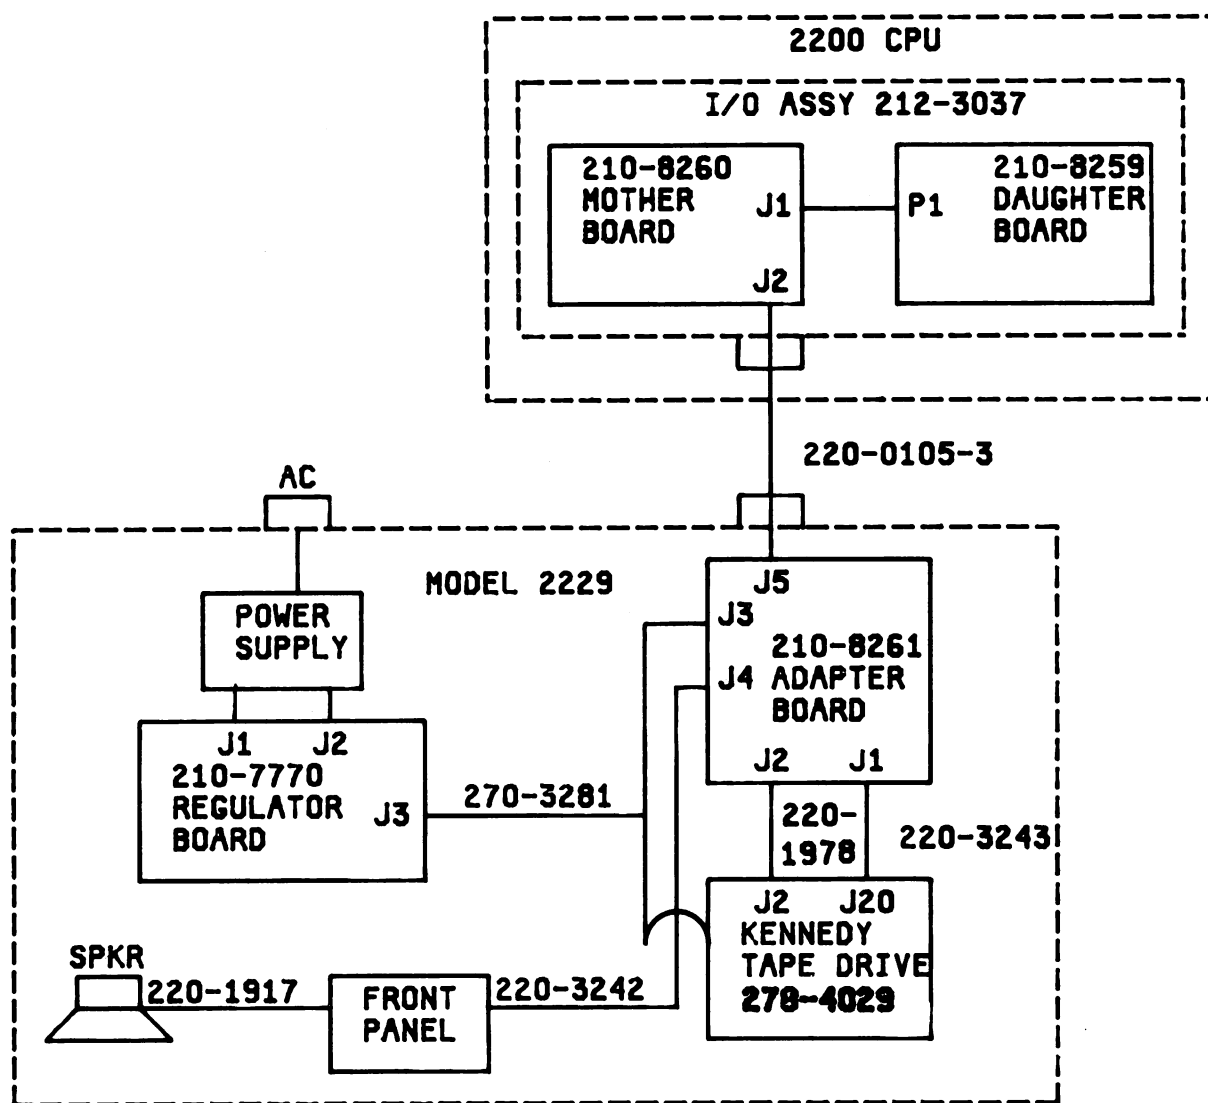 2200 CPU
I/O ASSY 212-3037
210-8260
MOTHER
BOARD
J1
J2
P1
210-8259
DAUGHTER
BOARD
220-0105-3
AC
MODEL 2229
POWER
SUPPLY
J1
J2
210-7770
REGULATOR
BOARD
J3
270-3281
J5
J3
210-8261
J4
ADAPTER
BOARD
J2
J1
220-
1978
220-3243
J2
J20
KENNEDY
TAPE DRIVE
278-4029
SPKR
220-1917
FRONT
PANEL
220-3242